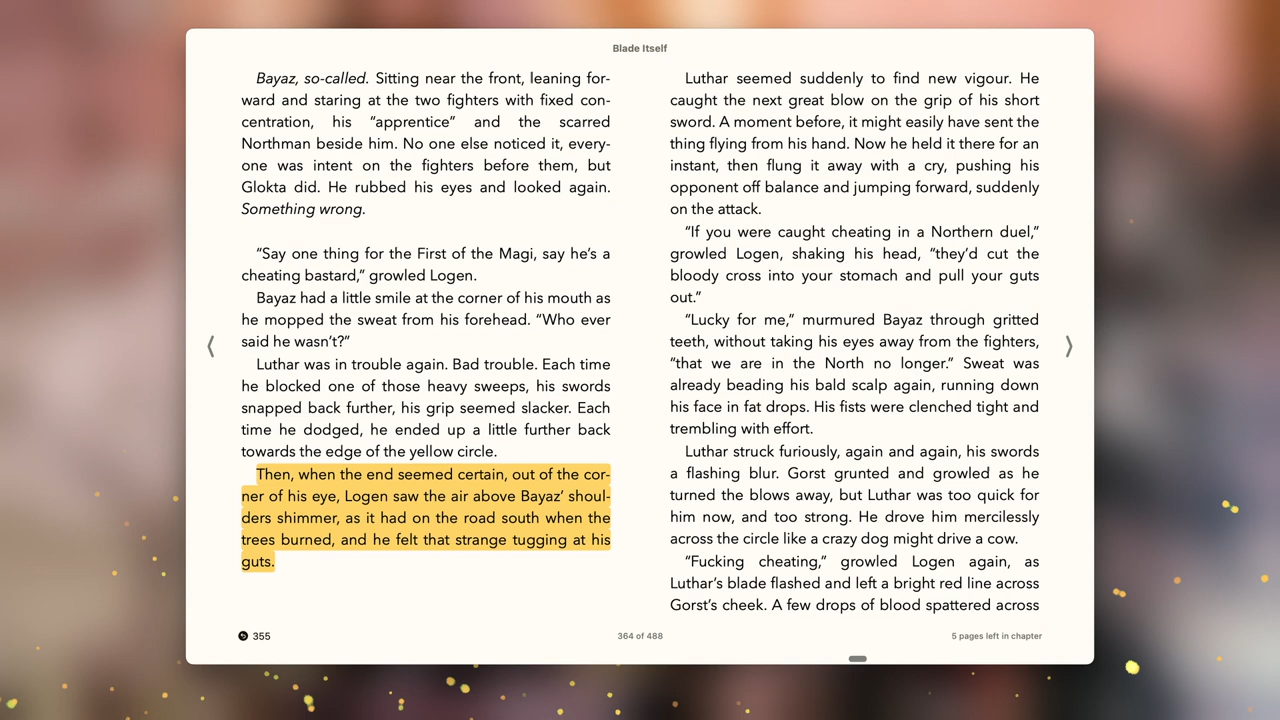 Blade Itself
Bayaz, so-called. Sitting near the front, leaning for-
ward and staring at the two fighters with fixed con-
centration, his “apprentice” and the scarred
Northman beside him. No one else noticed it, every-
one was intent on the fighters before them, but
Glokta did. He rubbed his eyes and looked again.
Something wrong.
“Say one thing for the First of the Magi, say he’s a
cheating bastard,” growled Logen.
Bayaz had a little smile at the corner of his mouth as
he mopped the sweat from his forehead. “Who ever
said he wasn’t?”
Luthar was in trouble again. Bad trouble. Each time
he blocked one of those heavy sweeps, his swords
snapped back further, his grip seemed slacker. Each
time he dodged, he ended up a little further back
towards the edge of the yellow circle.
Then, when the end seemed certain, out of the cor-
ner of his eye, Logen saw the air above Bayaz’ shoul-
ders shimmer, as it had on the road south when the
trees burned, and he felt that strange tugging at his
guts.
Luthar seemed suddenly to find new vigour. He
caught the next great blow on the grip of his short
sword. A moment before, it might easily have sent the
thing flying from his hand. Now he held it there for an
instant, then flung it away with a cry, pushing his
opponent off balance and jumping forward, suddenly
on the attack.
“If you were caught cheating in a Northern duel,”
growled Logen, shaking his head, “they’d cut the
bloody cross into your stomach and pull your guts
out.”
“Lucky for me,” murmured Bayaz through gritted
teeth, without taking his eyes away from the fighters,
“that we are in the North no longer.” Sweat was
already beading his bald scalp again, running down
his face in fat drops. His fists were clenched tight and
trembling with effort.
Luthar struck furiously, again and again, his swords
a flashing blur. Gorst grunted and growled as he
turned the blows away, but Luthar was too quick for
him now, and too strong. He drove him mercilessly
across the circle like a crazy dog might drive a cow.
“Fucking cheating,” growled Logen again, as
Luthar’s blade flashed and left a bright red line across
Gorst’s cheek. A few drops of blood spattered across
355
364 of 488
5 pages left in chapter